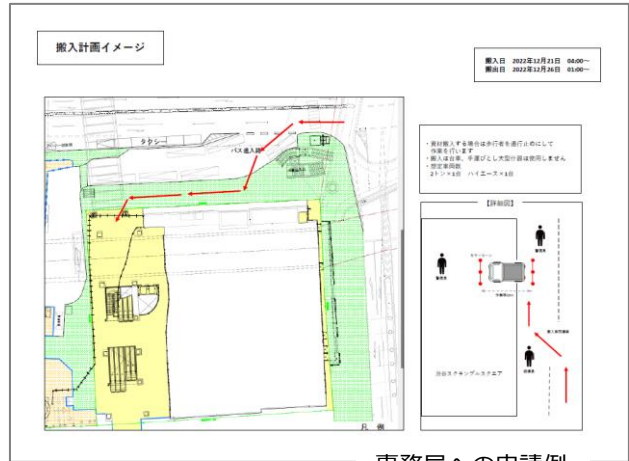 搬入計画イメージ
搬入日 2022年12月21日 04:00～
搬出日 2022年12月26日 01:00～
タクシー
バス進入路
・資材搬入する場合は歩行者を通行止めにして
作業を行います
・搬入は台車、手運びとし大型什器は使用しません
・想定車両数
2トン×1台 ハイエース×1台
【詳細図】
警備員
警備員
警備員
渋谷スクランブルスクエア
凡 例
事務局への申請例